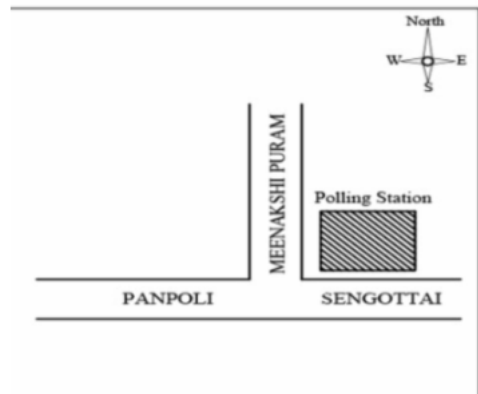 North
W E
S
MEENAKSHI PURAM
Polling Station
PANPOLI SENGOTTAI